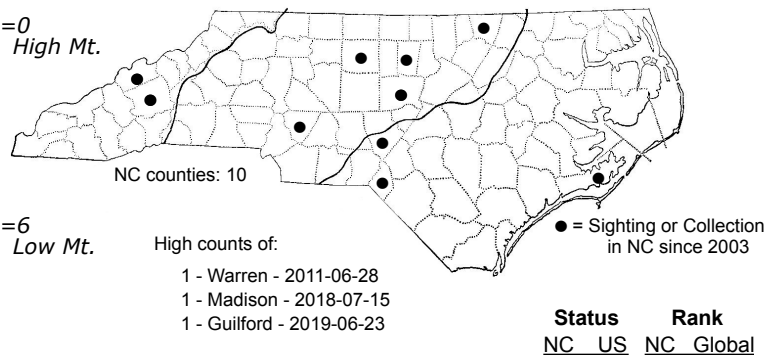 =0
High Mt.
NC counties: 10
=6
Low Mt.
High counts of:
1 - Warren - 2011-06-28
1 - Madison - 2018-07-15
1 - Guilford - 2019-06-23
● = Sighting or Collection
in NC since 2003
Status Rank
NC US NC Global